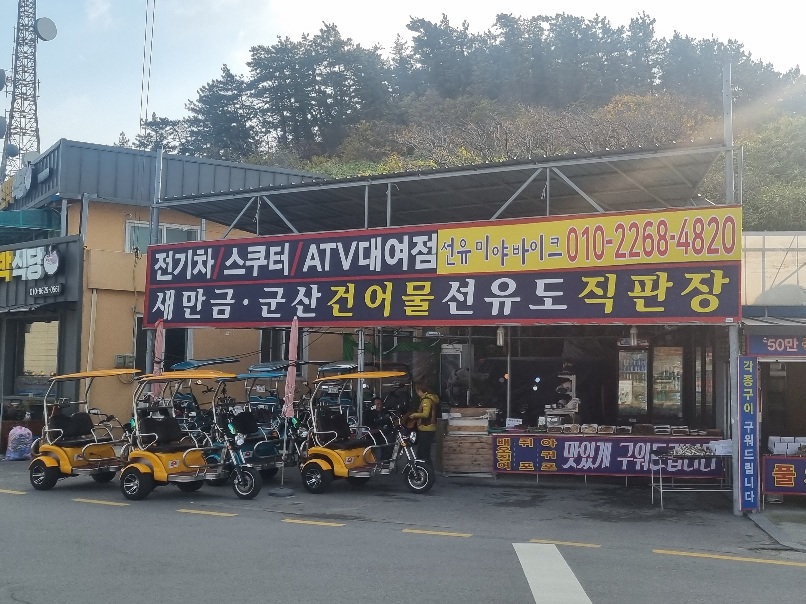 전기차/스쿠터/ATV대여점 선유미야바이크 010-2268-4820
새만금·군산건어물선유도직판장
식당
맛있게 구워드립니다
각종구이 구워드립니다
"50만
풀